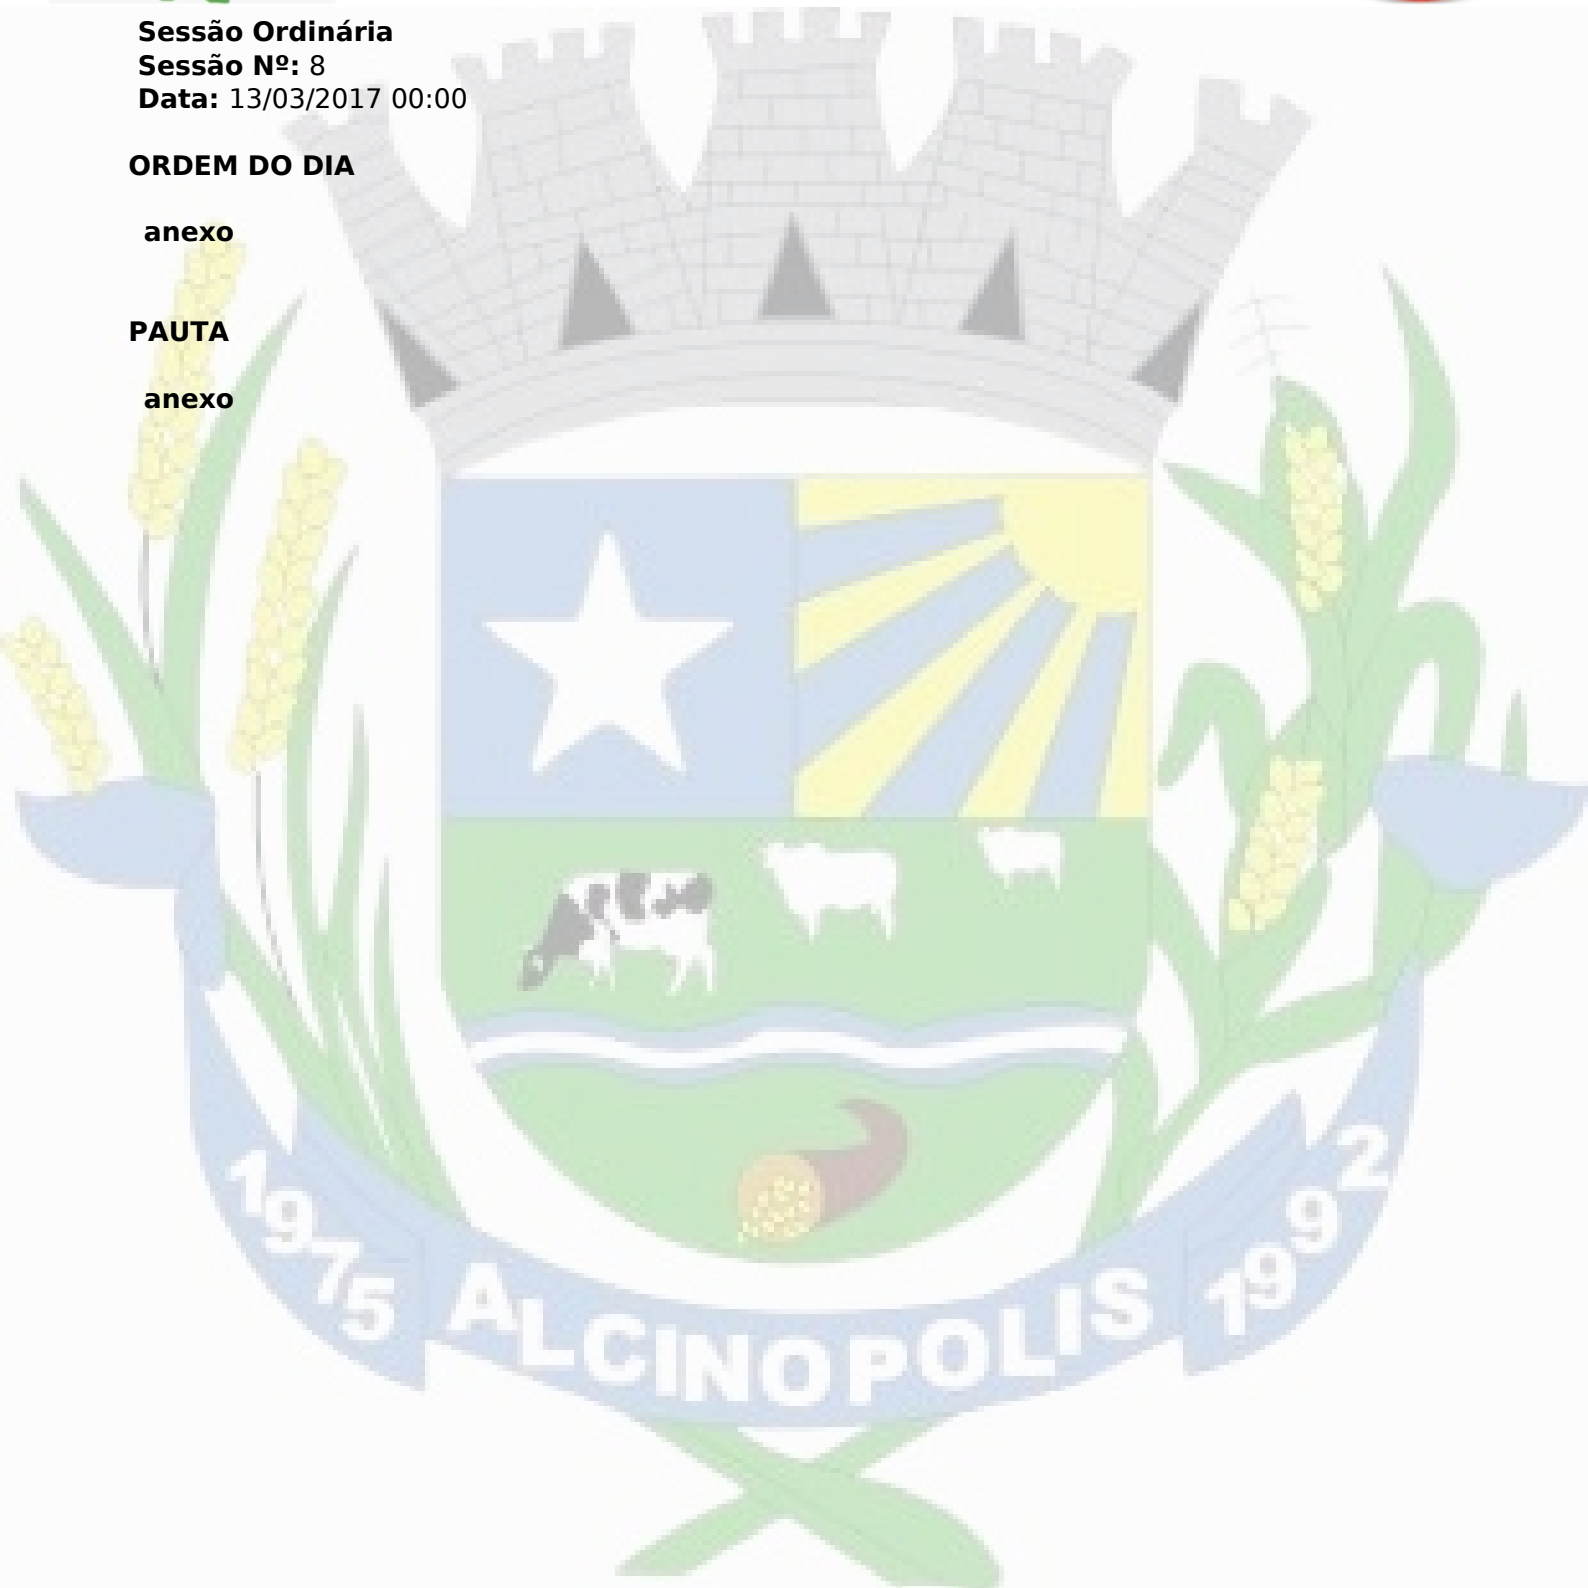 Sessão Ordinária
Sessão Nº: 8
Data: 13/03/2017 00:00
ORDEM DO DIA
anexo
PAUTA
anexo
1975 ALCINOPOLIS 1992